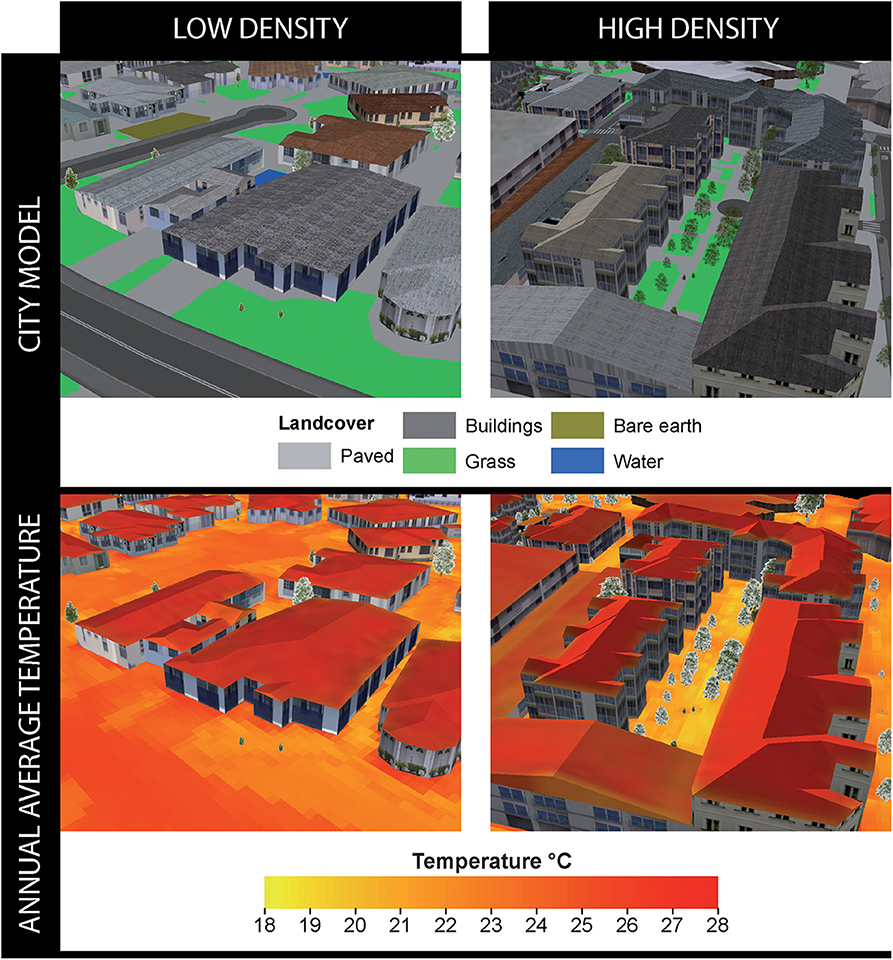 LOW DENSITY
HIGH DENSITY
CITY MODEL
Landcover
Paved
Buildings
Grass
Bare earth
Water
ANNUAL AVERAGE TEMPERATURE
Temperature °C
18 19 20 21 22 23 24 25 26 27 28